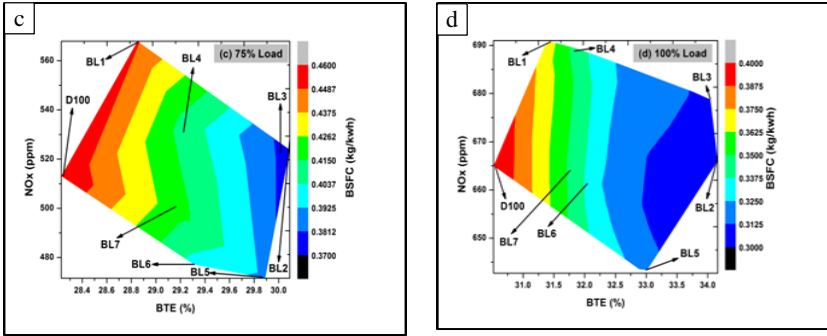 c
(c) 75% Load
BL1
BL4
BL3
D100
BL7
BL6
BL5
BL2
560
540
520
500
480
NOx (ppm)
28.4 28.6 28.8 29.0 29.2 29.4 29.6 29.8 30.0
BTE (%)
0.4600
0.4487
0.4375
0.4262
0.4150
0.4037
0.3925
0.3812
0.3700
BSFC (kg/kwh)
d
(d) 100% Load
BL1
BL4
BL3
D100
BL7
BL6
BL2
BL5
690
680
670
660
650
NOx (ppm)
31.0 31.5 32.0 32.5 33.0 33.5 34.0
BTE (%)
0.4000
0.3875
0.3750
0.3625
0.3500
0.3375
0.3250
0.3125
0.3000
BSFC (kg/kwh)